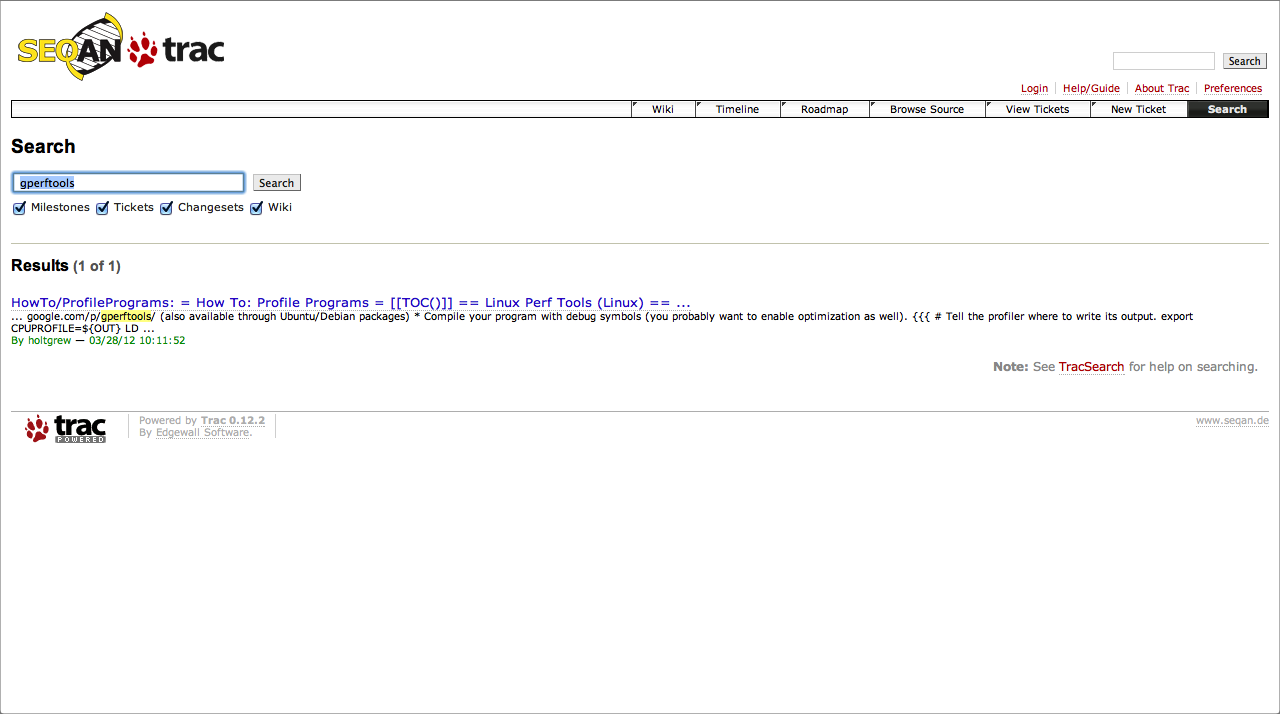 SEQAN trac
Search
Login Help/Guide About Trac Preferences
Wiki Timeline Roadmap Browse Source View Tickets New Ticket Search
Search
gperftools Search
Milestones Tickets Changesets Wiki
Results (1 of 1)
HowTo/ProfilePrograms: = How To: Profile Programs = [[TOC()]] == Linux Perf Tools (Linux) == ...
... google.com/p/gperftools/ (also available through Ubuntu/Debian packages) * Compile your program with debug symbols (you probably want to enable optimization as well). {{{ # Tell the profiler where to write its output. export
CPUPROFILE=${OUT} LD ...
By holtgrew — 03/28/12 10:11:52
Note: See TracSearch for help on searching.
trac POWERED
Powered by Trac 0.12.2
By Edgewall Software.
www.seqan.de